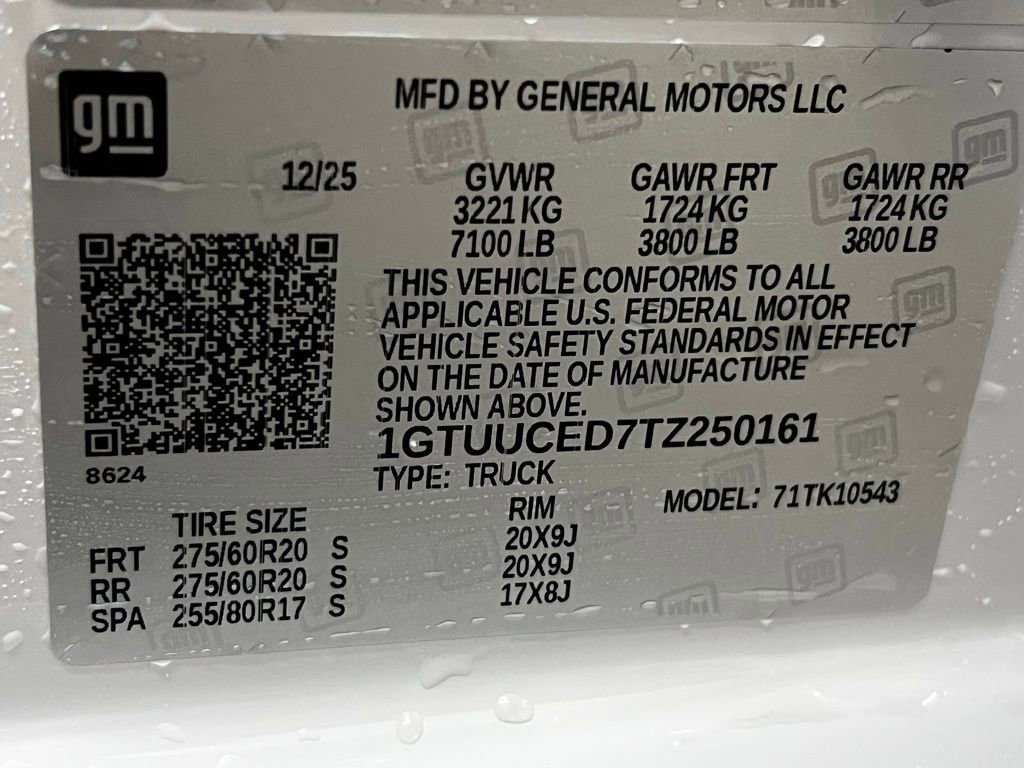 gm
MFD BY GENERAL MOTORS LLC
12/25 GVWR GAWR FRT GAWR RR
3221 KG 1724 KG 1724 KG
7100 LB 3800 LB 3800 LB
THIS VEHICLE CONFORMS TO ALL
APPLICABLE U.S. FEDERAL MOTOR
VEHICLE SAFETY STANDARDS IN EFFECT
ON THE DATE OF MANUFACTURE
SHOWN ABOVE.
1GTUUCED7TZ250161
8624
TYPE: TRUCK
MODEL: 71TK10543
TIRE SIZE RIM
FRT 275/60R20 S 20X9J
RR 275/60R20 S 20X9J
SPA 255/80R17 S 17X8J